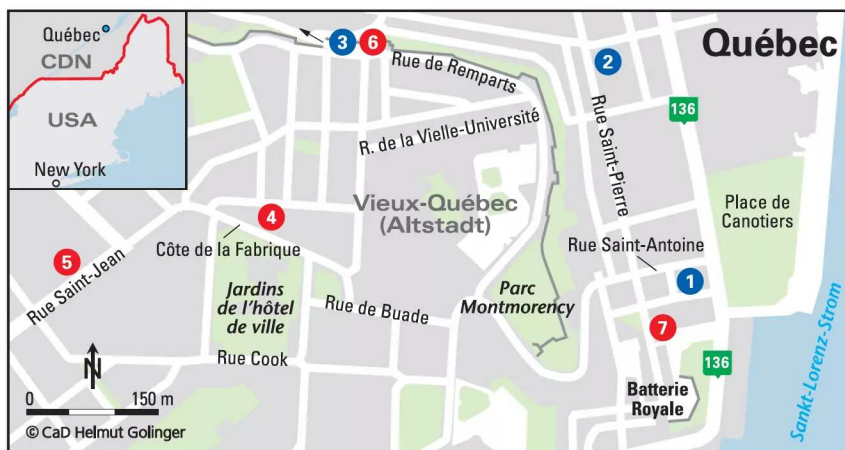 Québec
CDN
USA
New York
3
6
Rue de Remparts
2
Québec
136
R. de la Vielle-Université
Rue Saint-Pierre
Vieux-Québec
(Altstadt)
Place de
Canotiers
4
Côte de la Fabrique
5
Rue Saint-Jean
Rue Saint-Antoine
1
Jardins
de l'hôtel
de ville
Rue de Buade
Parc
Montmorency
7
Rue Cook
136
Batterie
Royale
Sankt-Lorenz-Strom
N
0 150 m
© CaD Helmut Golinger